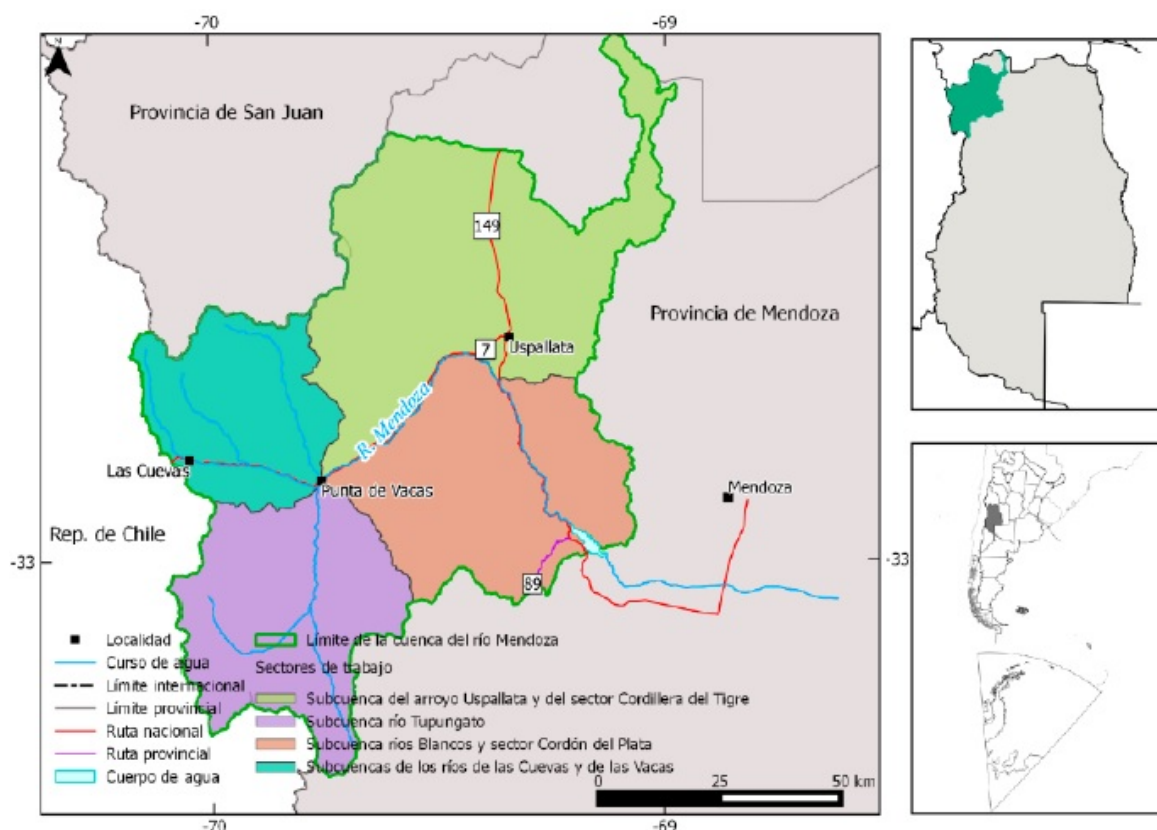 -70
-69
N
Provincia de San Juan
149
Provincia de Mendoza
7
Uspallata
R. Mendoza
Las Cuevas
Punta de Vacas
Mendoza
Rep. de Chile
-33
-33
89
Localidad
Curso de agua
Límite internacional
Límite provincial
Ruta nacional
Ruta provincial
Cuerpo de agua
Límite de la cuenca del río Mendoza
Sectores de trabajo
Subcuenca del arroyo Uspallata y del sector Cordillera del Tigre
Subcuenca río Tupungato
Subcuenca ríos Blancos y sector Cordón del Plata
Subcuencas de los ríos de las Cuevas y de las Vacas
0 25 50 km
-70
-69